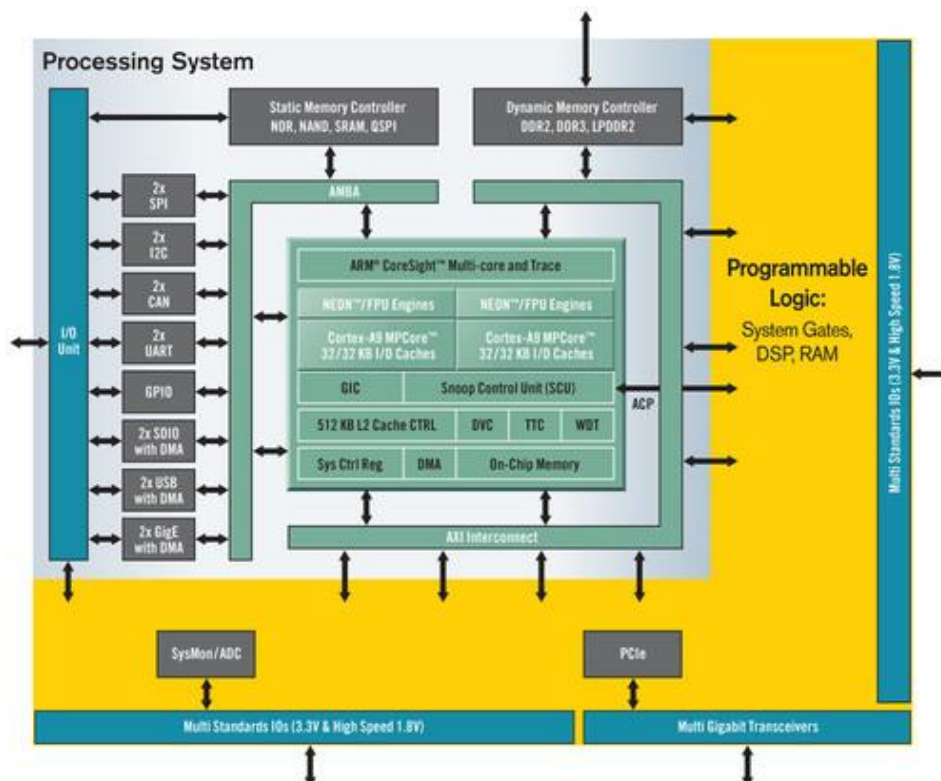 Processing System
Static Memory Controller
NOR, NAND, SRAM, QSPI
Dynamic Memory Controller
DDR2, DDR3, LPDDR2
AMBA
2x
SPI
2x
I2C
2x
CAN
2x
UART
GPIO
2x SDIO
with DMA
2x USB
with DMA
2x GigE
with DMA
I/O
Unit
ARM® CoreSight™ Multi-core and Trace
NEON™/FPU Engines
NEON™/FPU Engines
Cortex-A9 MPCore™
32/32 KB I/D Caches
Cortex-A9 MPCore™
32/32 KB I/D Caches
GIC
Snoop Control Unit (SCU)
ACP
512 KB L2 Cache CTRL
DVC
TTC
WDT
Sys Ctrl Reg
DMA
On-Chip Memory
AXI Interconnect
Programmable
Logic:
System Gates,
DSP, RAM
Multi Standards IOs (3.3V & High Speed 1.8V)
SysMon/ADC
PCIe
Multi Standards IOs (3.3V & High Speed 1.8V)
Multi Gigabit Transceivers